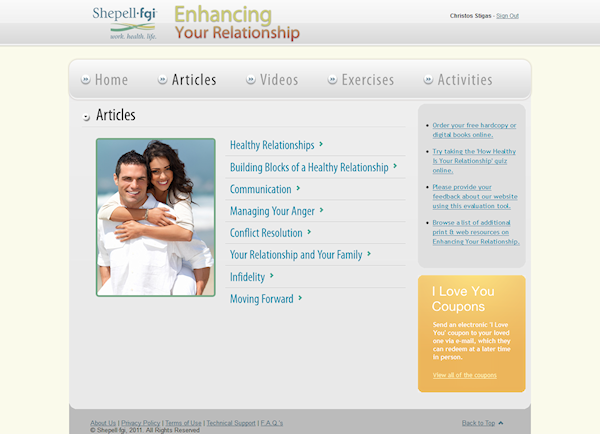 Shepell·fgi
work. health. life.
Enhancing
Your Relationship
Christos Sligas - Sign Out
Home Articles Videos Exercises Activities
Articles
Healthy Relationships
Building Blocks of a Healthy Relationship
Communication
Managing Your Anger
Conflict Resolution
Your Relationship and Your Family
Infidelity
Moving Forward
Order your free hardcopy or
digital books online.
Try taking the 'How Healthy
Is Your Relationship' quiz
online.
Please provide your
feedback about our website
using this evaluation tool.
Browse a list of additional
print & web resources on
Enhancing Your Relationship.
I Love You
Coupons
Send an electronic 'I Love
You' coupon to your loved
one via e-mail, which they
can redeem at a later time
in person.
View all of the coupons
About Us | Privacy Policy | Terms of Use | Technical Support | F.A.Q.'s
Back to Top
© Shepell fgi, 2011. All Rights Reserved